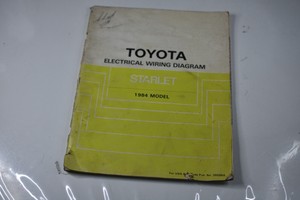 TOYOTA
ELECTRICAL WIRING DIAGRAM
STARLET
1984 MODEL